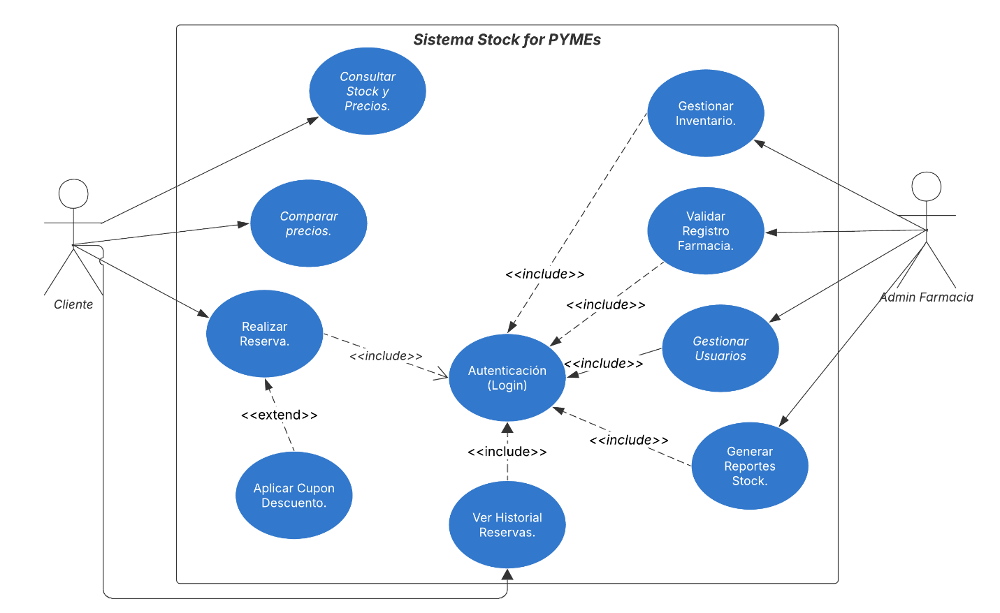 Sistema Stock for PYMEs
Consultar
Stock y
Precios.
Gestionar
Inventario.
Comparar
precios.
Validar
Registro
Farmacia.
<<include>>
Cliente
Admin Farmacia
<<include>>
Realizar
Reserva.
<<include>>
Gestionar
Usuarios
<<include>>
Autenticación
(Login)
<<extend>>
<<include>>
<<include>>
Generar
Reportes
Stock.
Aplicar Cupon
Descuento.
Ver Historial
Reservas.